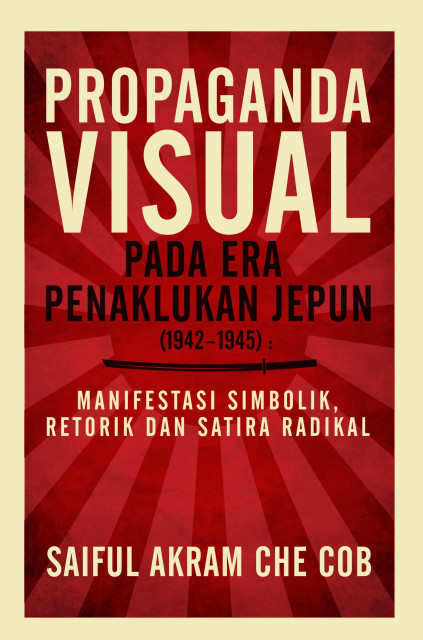 PROPAGANDA
VISUAL
PADA ERA
PENAKLUKAN JEPUN
(1942–1945) :
MANIFESTASI SIMBOLIK,
RETORIK DAN SATIRA RADIKAL
SAIFUL AKRAM CHE COB